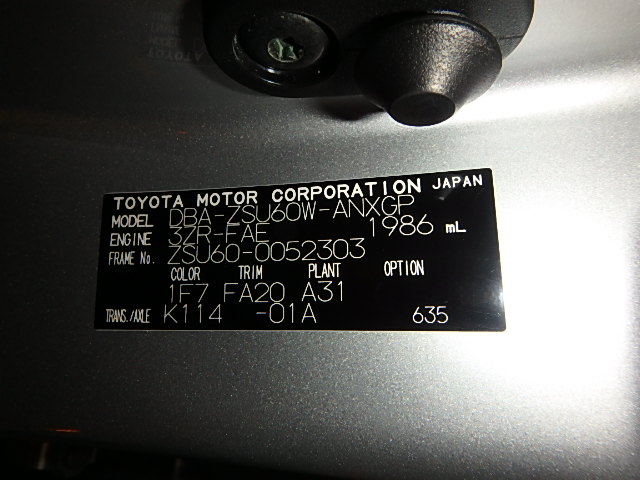 TOYOTA MOTOR CORPORATION JAPAN
MODEL DBA-ZSU60W-ANXGP
ENGINE 3ZR-FAE 1986 mL
FRAME No. ZSU60-0052303
COLOR TRIM PLANT OPTION
1F7 FA20 A31
TRANS./AXLE K114 -01A 635